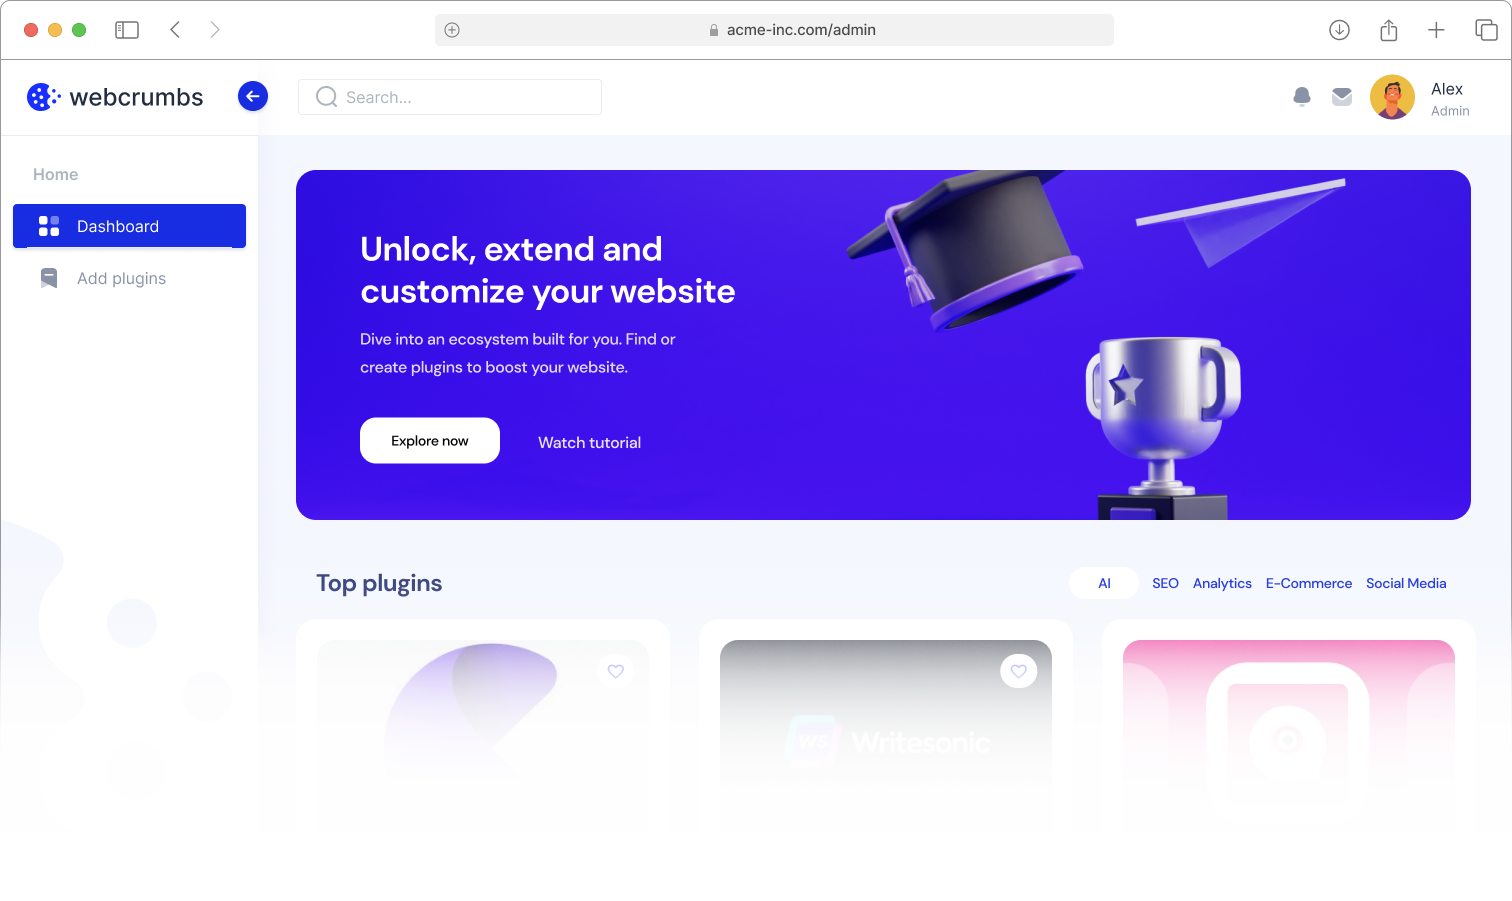 acme-inc.com/admin
webcrumbs
Search...
Alex
Admin
Home
Dashboard
Add plugins
Unlock, extend and
customize your website
Dive into an ecosystem built for you. Find or
create plugins to boost your website.
Explore now
Watch tutorial
Top plugins
AI
SEO
Analytics
E-Commerce
Social Media
WS
Writesonic